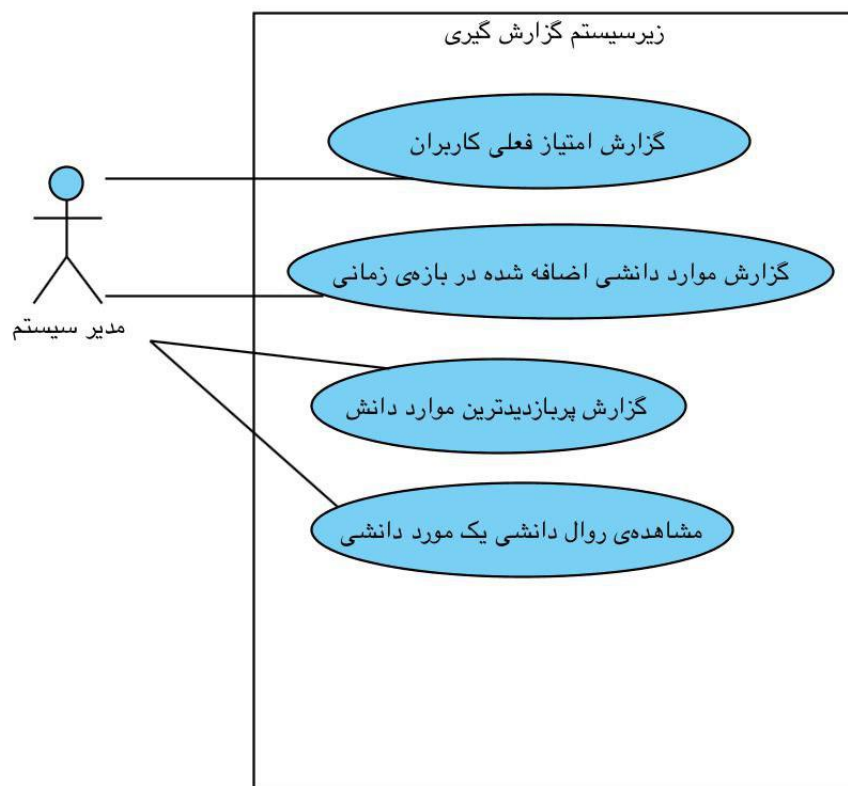 زیرسیستم گزارش گیری
گزارش امتیاز فعلی کاربران
گزارش موارد دانشی اضافه شده در بازه‌ی زمانی
مدیر سیستم
گزارش پربازدیدترین موارد دانش
مشاهده‌ی روال دانشی یک مورد دانشی